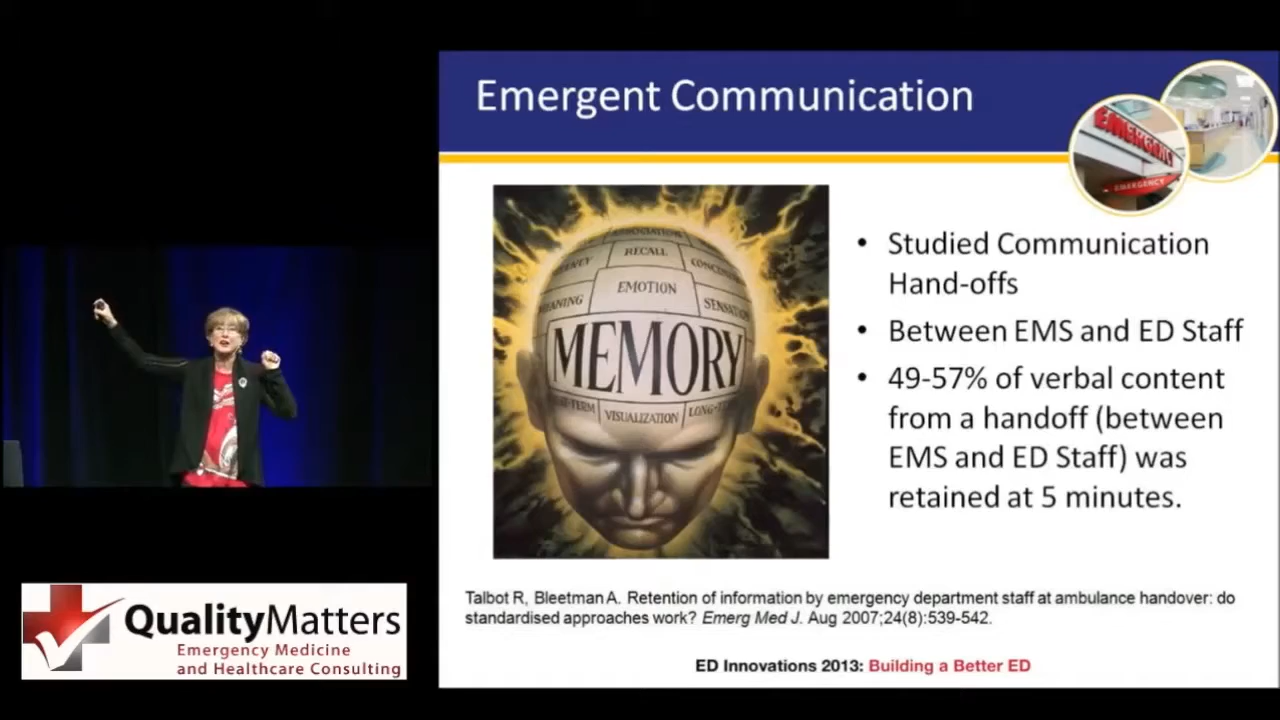 Emergent Communication
EMERGENCY
EMERGENCY
ASSOCIATION
RECALL
EMOTION
MEMORY
VISUALIZATION
• Studied Communication
Hand-offs
• Between EMS and ED Staff
• 49-57% of verbal content
from a handoff (between
EMS and ED Staff) was
retained at 5 minutes.
Talbot R, Bleetman A. Retention of information by emergency department staff at ambulance handover: do
standardised approaches work? Emerg Med J. Aug 2007;24(8):539-542.
ED Innovations 2013: Building a Better ED
QualityMatters
Emergency Medicine
and Healthcare Consulting